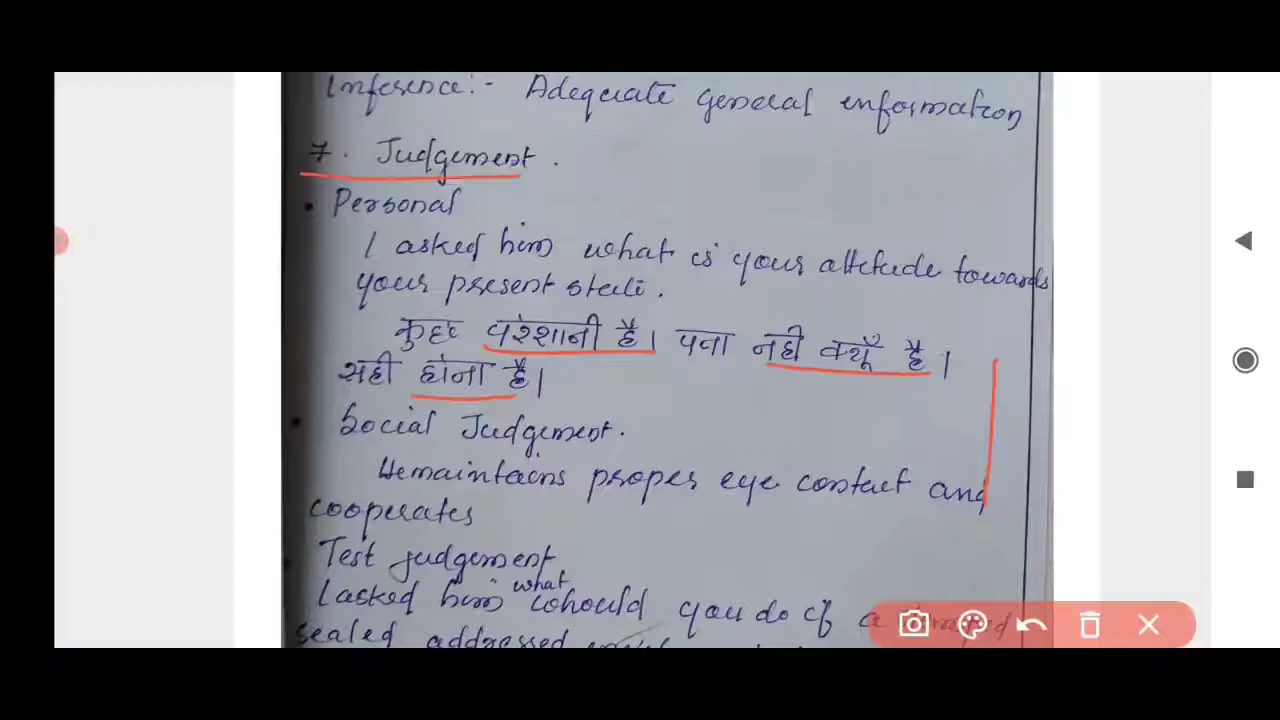 Inference:- Adequate general information
7. Judgement.
• Personal
I asked him what is your attitude towards
your present state.
कुछ परेशानी है। पता नही क्यूँ है।
सही होना है।
• Social Judgement.
He maintains proper eye contact and
cooperates
• Test judgement
I asked him what whould you do if a
sealed addressed